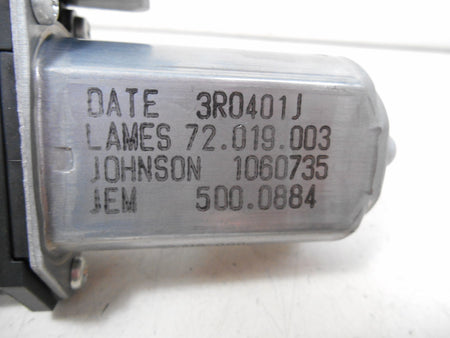 DATE 3R0401J
LAMES 72.019.003
JOHNSON 1060735
JEM 500.0884